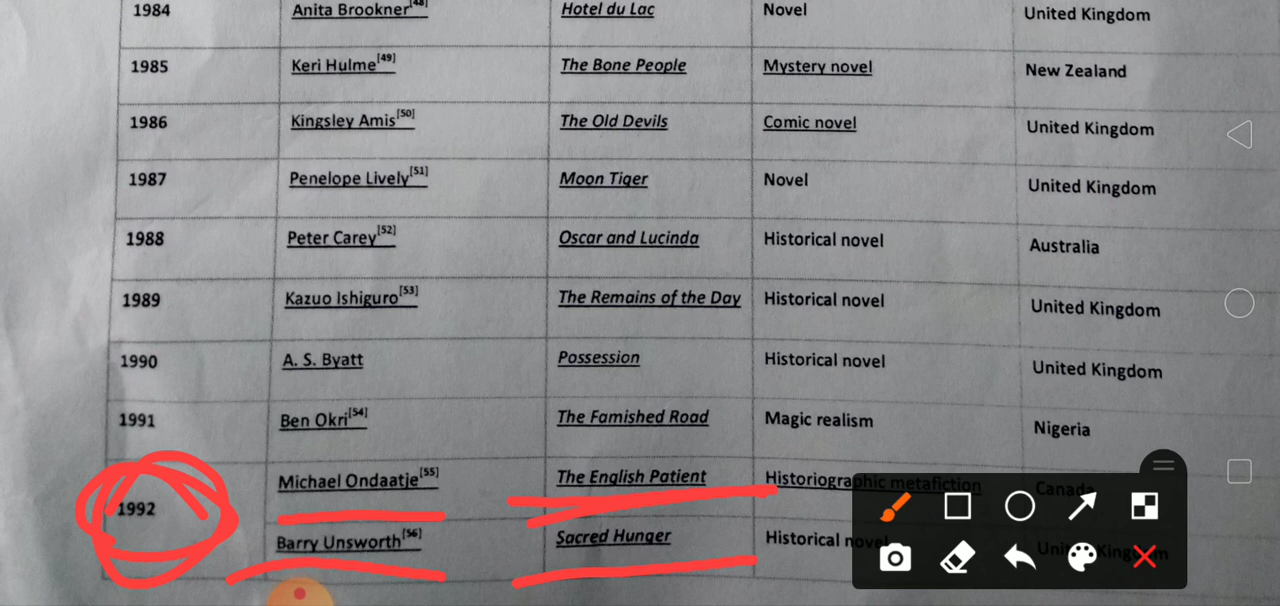 1984 Anita Brookner[48] Hotel du Lac Novel United Kingdom
1985 Keri Hulme[49] The Bone People Mystery novel New Zealand
1986 Kingsley Amis[50] The Old Devils Comic novel United Kingdom
1987 Penelope Lively[51] Moon Tiger Novel United Kingdom
1988 Peter Carey[52] Oscar and Lucinda Historical novel Australia
1989 Kazuo Ishiguro[53] The Remains of the Day Historical novel United Kingdom
1990 A. S. Byatt Possession Historical novel United Kingdom
1991 Ben Okri[54] The Famished Road Magic realism Nigeria
1992 Michael Ondaatje[55] The English Patient Historiographic metafiction Canada
Barry Unsworth[56] Sacred Hunger Historical novel United Kingdom